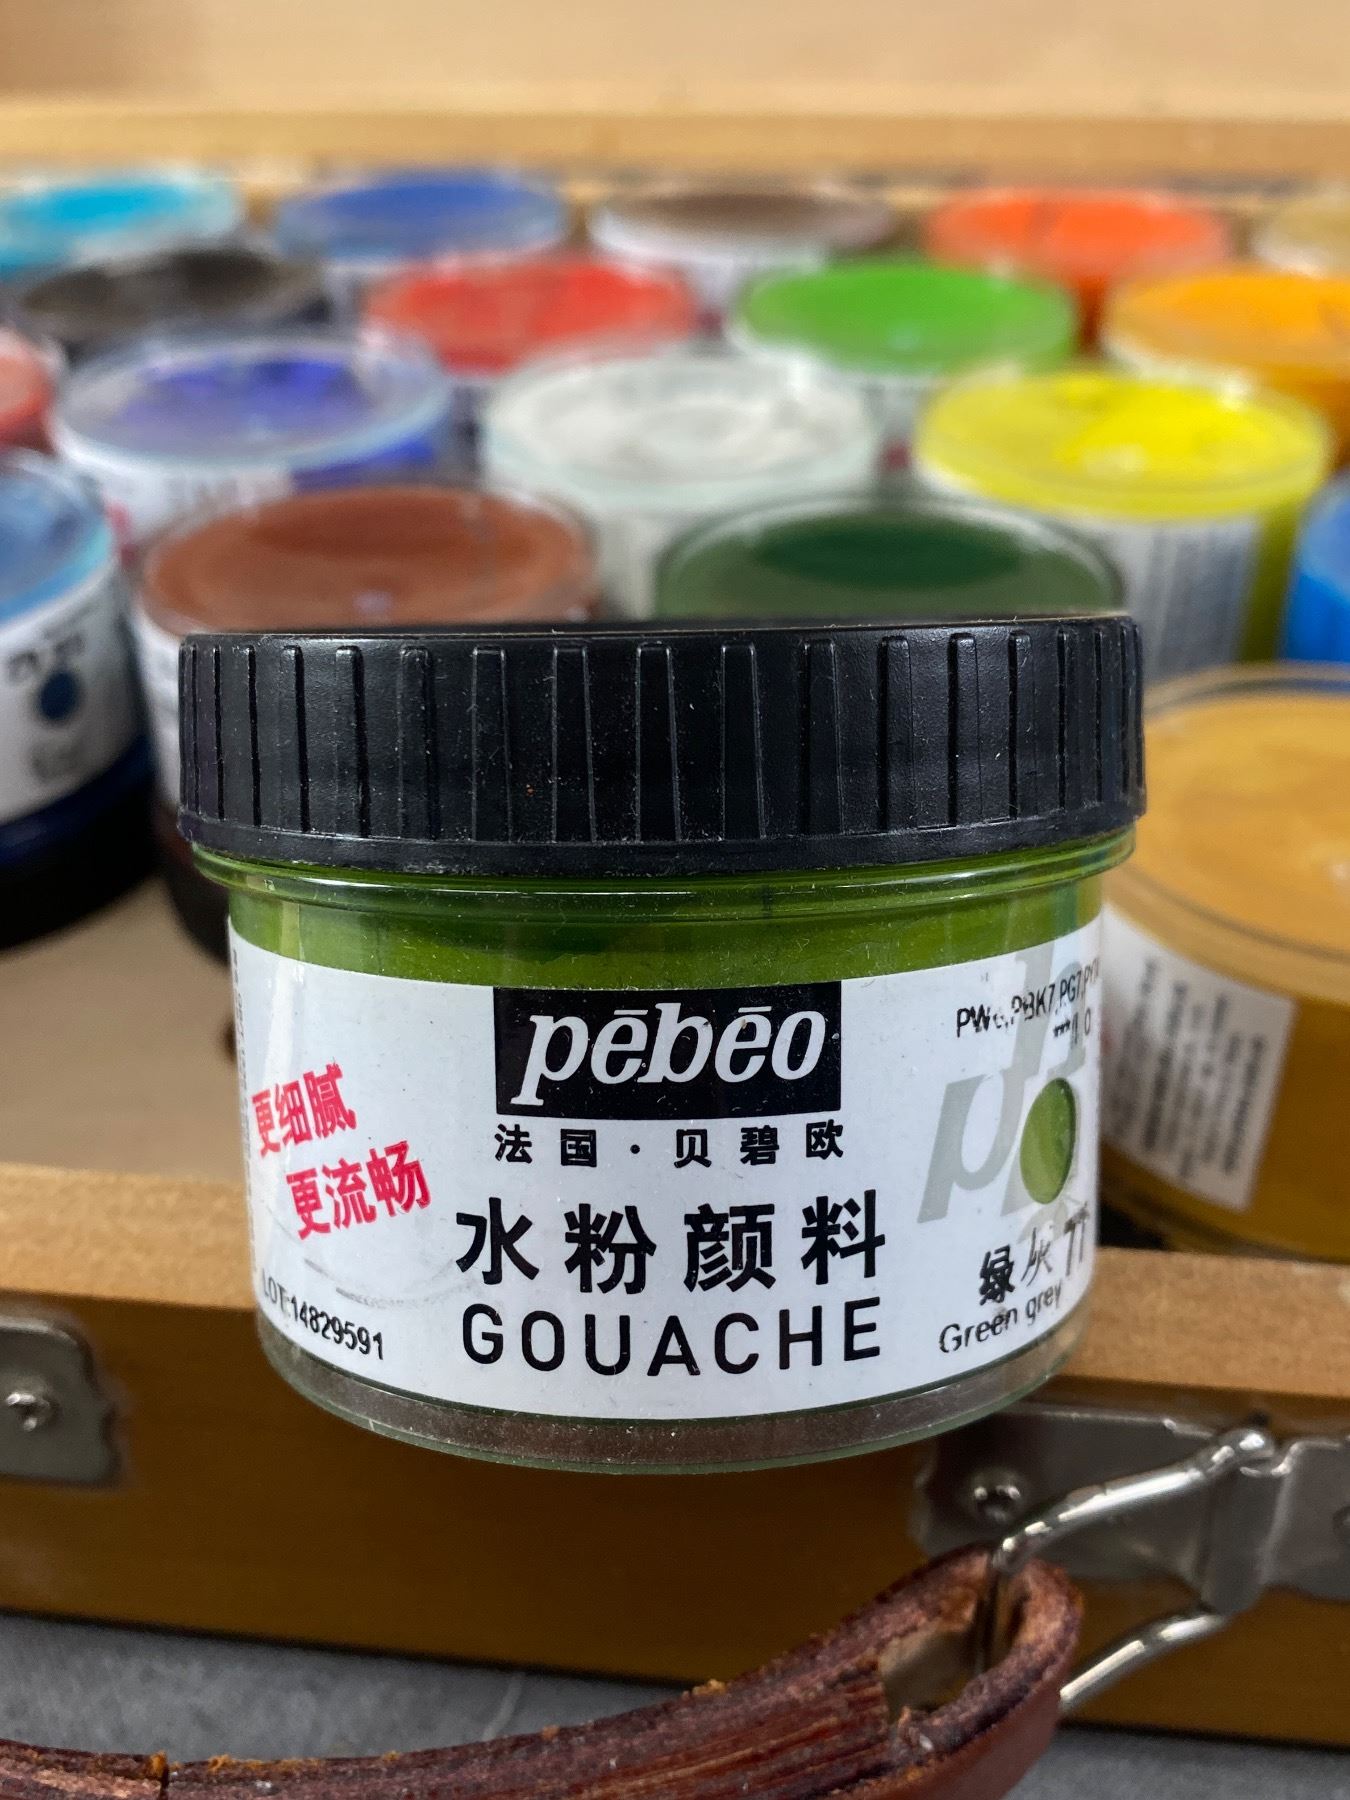 pēbēo
法国·贝碧欧
水粉颜料
GOUACHE
更细腻
更流畅
LOT:14829591
绿灰
Green grey